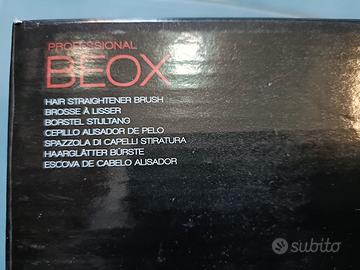 PROFESSIONAL
BEOX
HAIR STRAIGHTENER BRUSH
BROSSE À LISSER
BORSTEL STIJLTANG
CEPILLO ALISADOR DE PELO
SPAZZOLA DI CAPELLI STIRATURA
HAARGLÄTTER BÜRSTE
ESCOVA DE CABELO ALISADOR
subito